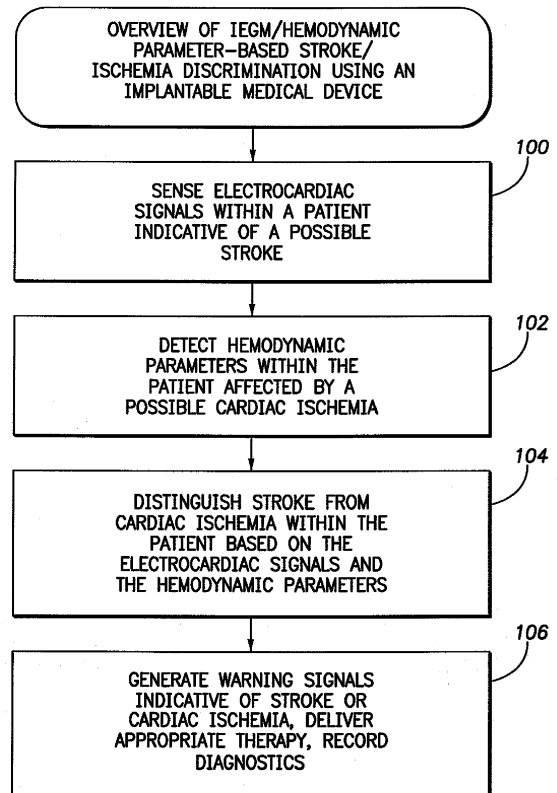 OVERVIEW OF IEGM/HEMODYNAMIC
PARAMETER-BASED STROKE/
ISCHEMIA DISCRIMINATION USING AN
IMPLANTABLE MEDICAL DEVICE
100
SENSE ELECTROCARDIAC
SIGNALS WITHIN A PATIENT
INDICATIVE OF A POSSIBLE
STROKE
102
DETECT HEMODYNAMIC
PARAMETERS WITHIN THE
PATIENT AFFECTED BY A
POSSIBLE CARDIAC ISCHEMIA
104
DISTINGUISH STROKE FROM
CARDIAC ISCHEMIA WITHIN THE
PATIENT BASED ON THE
ELECTROCARDIAC SIGNALS AND
THE HEMODYNAMIC PARAMETERS
106
GENERATE WARNING SIGNALS
INDICATIVE OF STROKE OR
CARDIAC ISCHEMIA, DELIVER
APPROPRIATE THERAPY, RECORD
DIAGNOSTICS